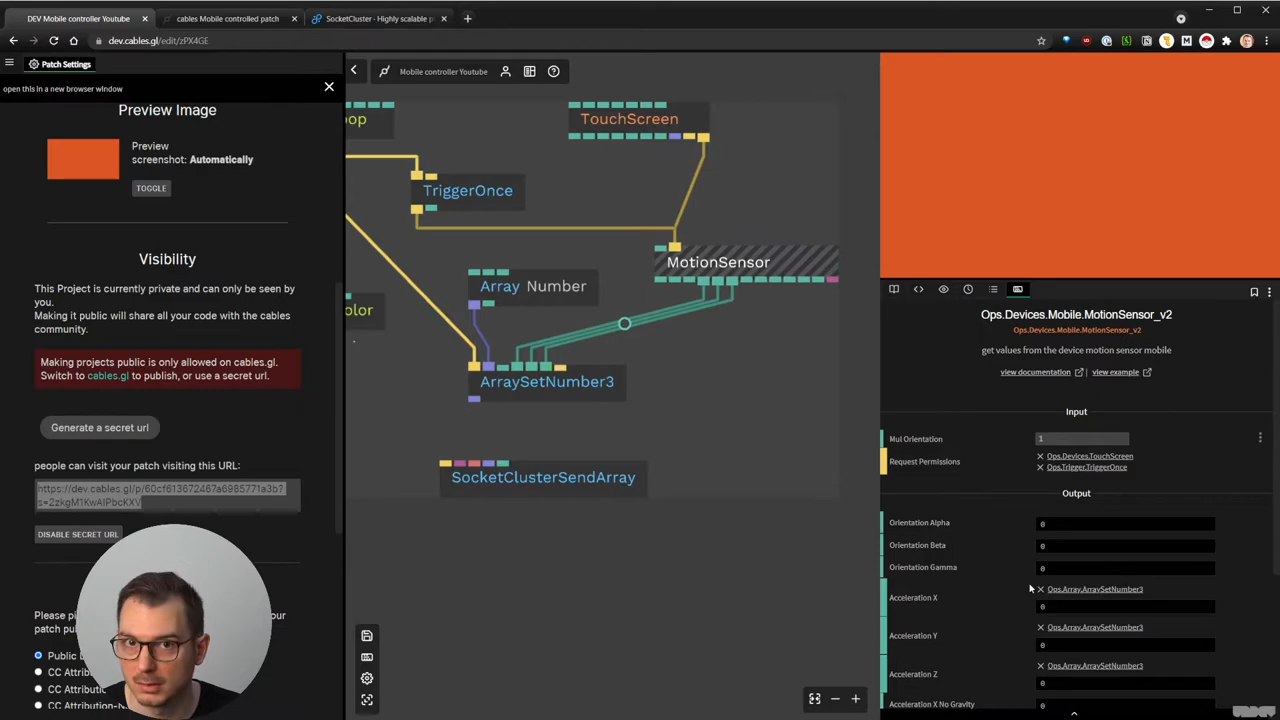 DEV Mobile controller Youtube
cables Mobile controlled patch
SocketCluster - Highly scalable p
dev.cables.gl/edit/zPX4GE
Patch Settings
open this in a new browser window
Preview Image
Preview
screenshot: Automatically
TOGGLE
Visibility
This Project is currently private and can only be seen by
you.
Making it public will share all your code with the cables
community.
Making projects public is only allowed on cables.gl.
Switch to cables.gl to publish, or use a secret url.
Generate a secret url
people can visit your patch visiting this URL:
DISABLE SECRET URL
Please pi
patch pu
Public D
CC Attributi
CC Attributio
CC Attribution-N
Mobile controller Youtube
oop
TouchScreen
TriggerOnce
MotionSensor
Array Number
olor
ArraySetNumber3
SocketClusterSendArray
Ops.Devices.Mobile.MotionSensor_v2
Ops.Devices.Mobile.MotionSensor_v2
get values from the device motion sensor mobile
view documentation | view example
Input
Mul Orientation
1
Request Permissions
Ops.Devices.TouchScreen
Ops.Trigger.TriggerOnce
Output
Orientation Alpha
0
Orientation Beta
0
Orientation Gamma
0
Acceleration X
Ops.Array.ArraySetNumber3
0
Acceleration Y
Ops.Array.ArraySetNumber3
0
Acceleration Z
Ops.Array.ArraySetNumber3
0
Acceleration X No Gravity
0